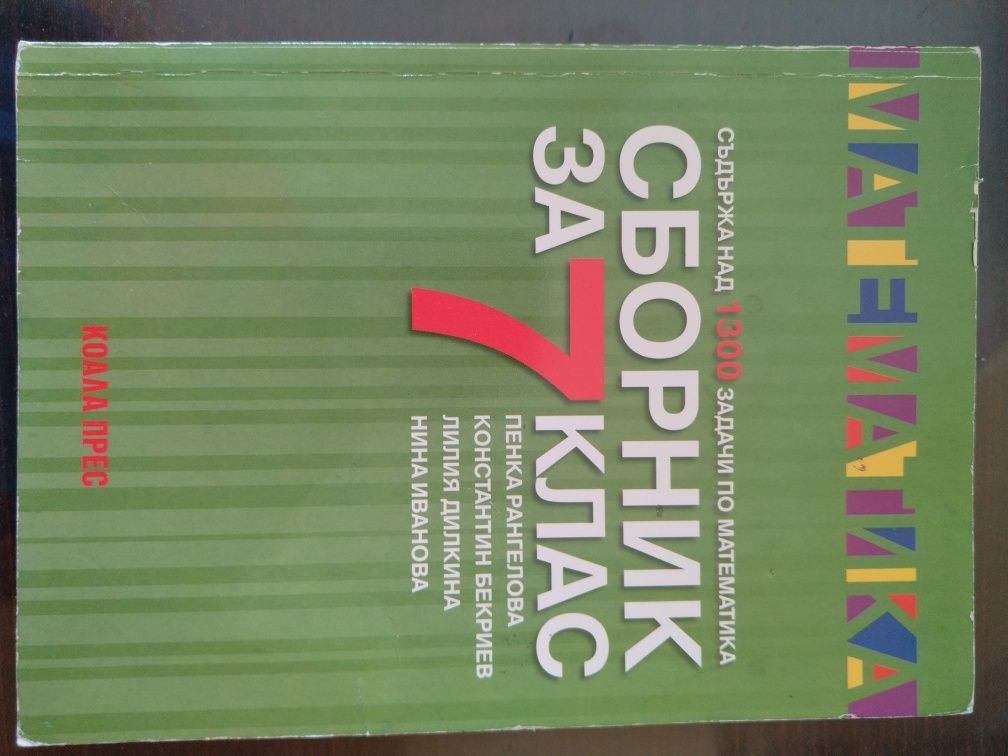 МАТЕМАТИКА
СЪДЪРЖА НАД 1300 ЗАДАЧИ ПО МАТЕМАТИКА
СБОРНИК
ЗА 7 КЛАС
ПЕНКА РАНГЕЛОВА
КОНСТАНТИН БЕКРИЕВ
ЛИЛИЯ ДИЛКИНА
НИНА ИВАНОВА
КОАЛА ПРЕС